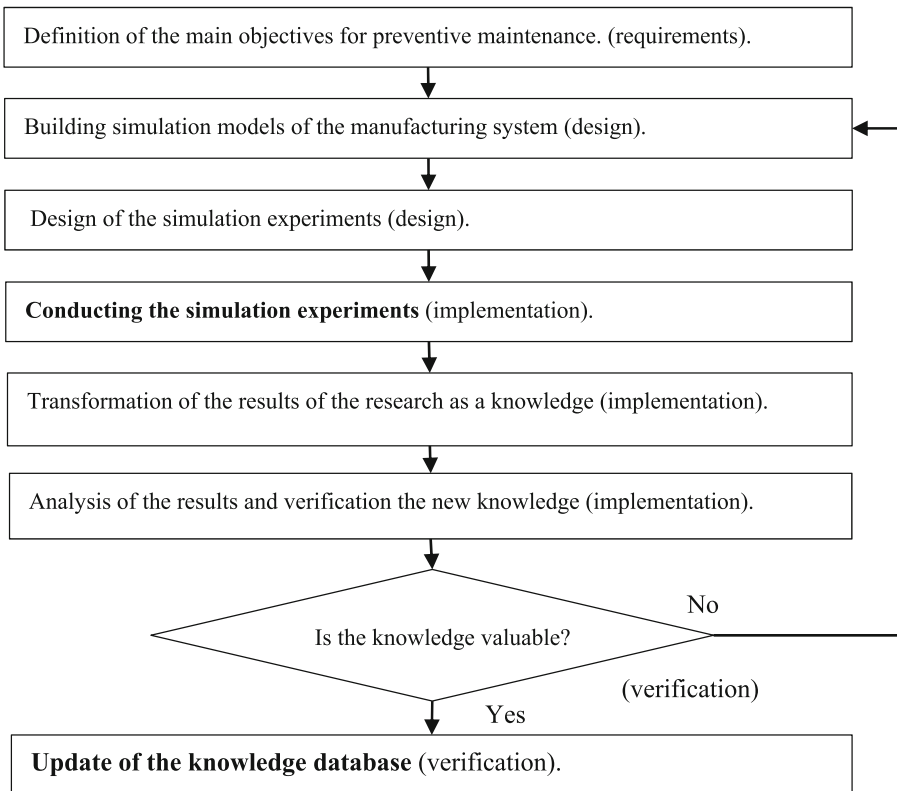 Definition of the main objectives for preventive maintenance. (requirements).
Building simulation models of the manufacturing system (design).
Design of the simulation experiments (design).
Conducting the simulation experiments (implementation).
Transformation of the results of the research as a knowledge (implementation).
Analysis of the results and verification the new knowledge (implementation).
No
Is the knowledge valuable?
(verification)
Yes
Update of the knowledge database (verification).